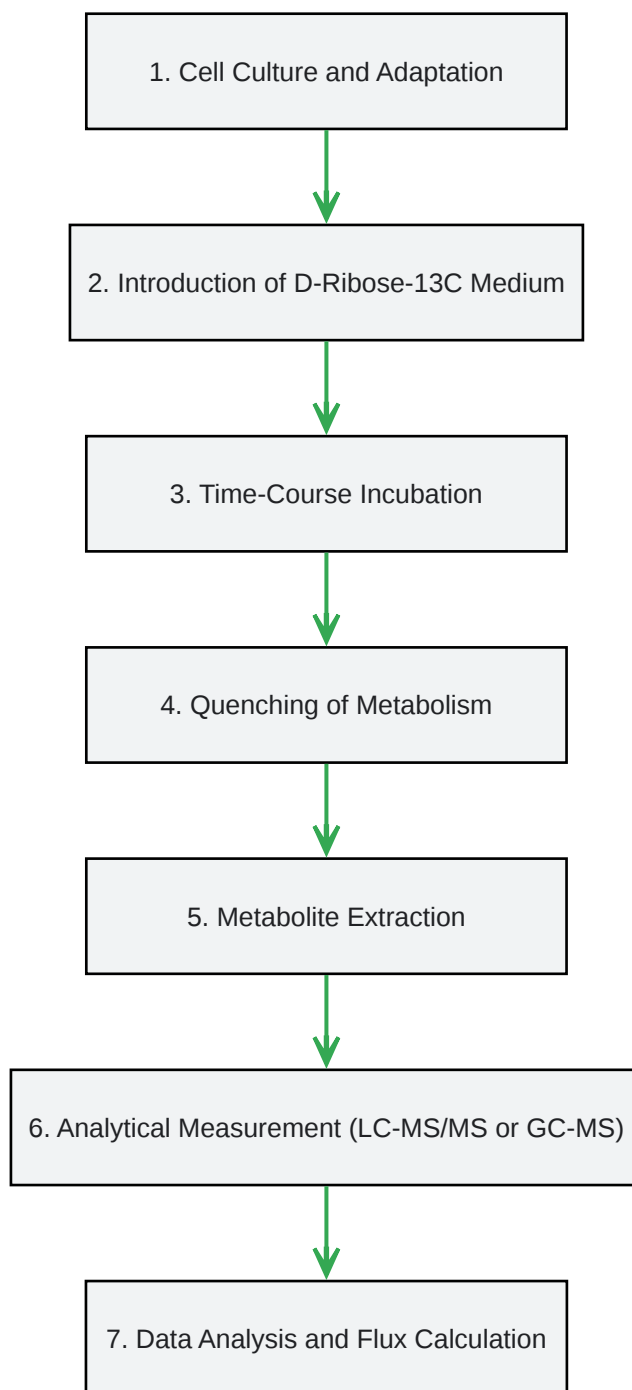 1. Cell Culture and Adaptation
2. Introduction of D-Ribose-13C Medium
3. Time-Course Incubation
4. Quenching of Metabolism
5. Metabolite Extraction
6. Analytical Measurement (LC-MS/MS or GC-MS)
7. Data Analysis and Flux Calculation